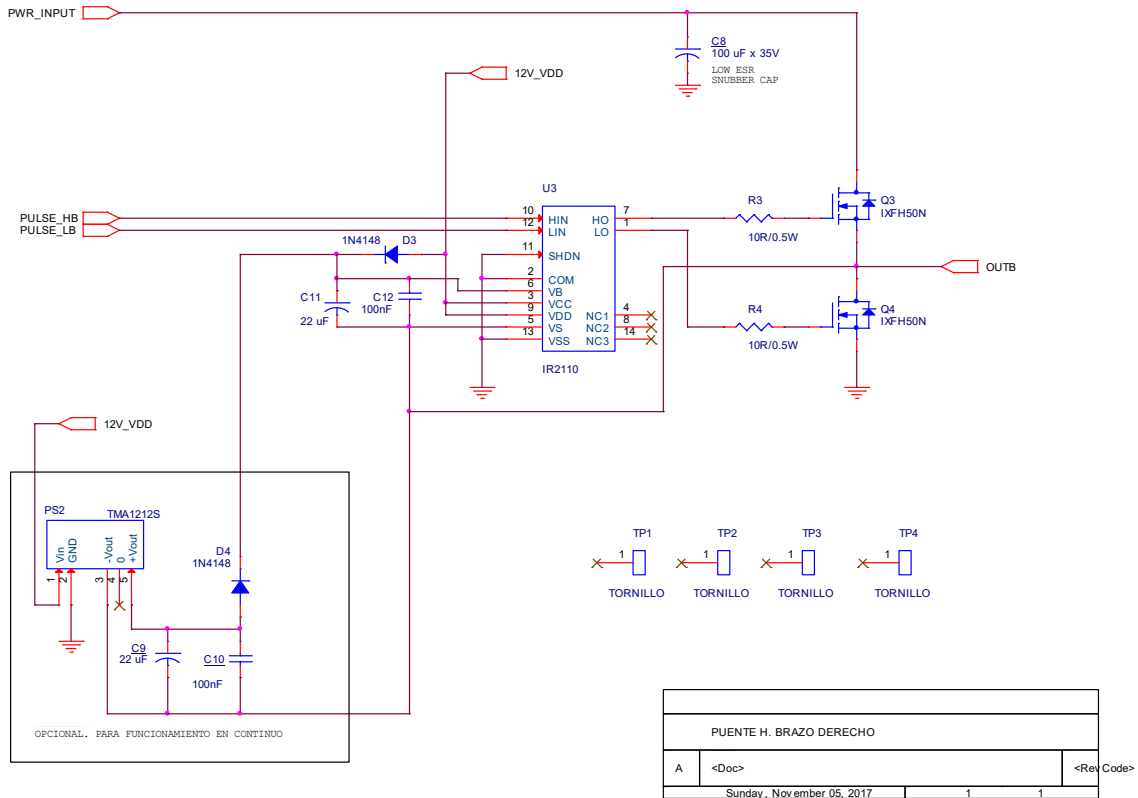 PWR_INPUT
C8
100 uF x 35V
LOW ESR
SNUBBER CAP
12V_VDD
U3
PULSE_HB
PULSE_LB
10
12
11
2
6
3
9
5
13
HIN
LIN
SHDN
COM
VB
VCC
VDD
VS
VSS
HO
LO
NC1
NC2
NC3
7
1
4
8
14
IR2110
1N4148
D3
C11
22 uF
C12
100nF
R3
10R/0.5W
R4
10R/0.5W
Q3
IXFH50N
OUTB
Q4
IXFH50N
12V_VDD
PS2
TMA1212S
Vin
GND
-Vout
0
+Vout
1
2
3
4
5
D4
1N4148
C9
22 uF
C10
100nF
OPCIONAL. PARA FUNCIONAMIENTO EN CONTINUO
TP1
1
TORNILLO
TP2
1
TORNILLO
TP3
1
TORNILLO
TP4
1
TORNILLO
PUENTE H. BRAZO DERECHO
A
<Doc>
<RevCode>
Sunday, November 05, 2017
1
1